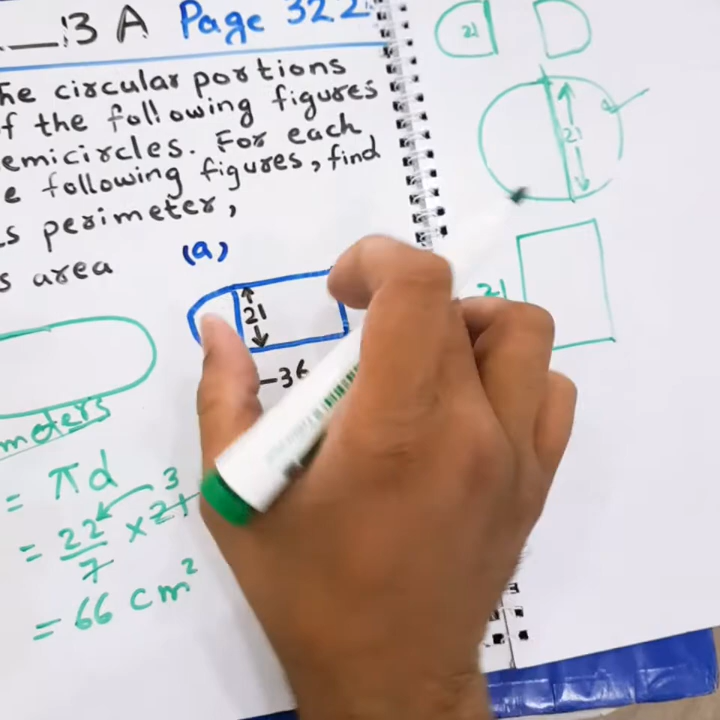 3 A Page 322
he circular portions
f the following figures
emicircles. For each
e following figures, find
s perimeter,
s area
(a)
21
-36
meters
= πd
= 22/7 × 21 3
= 66 cm²
21
21
21